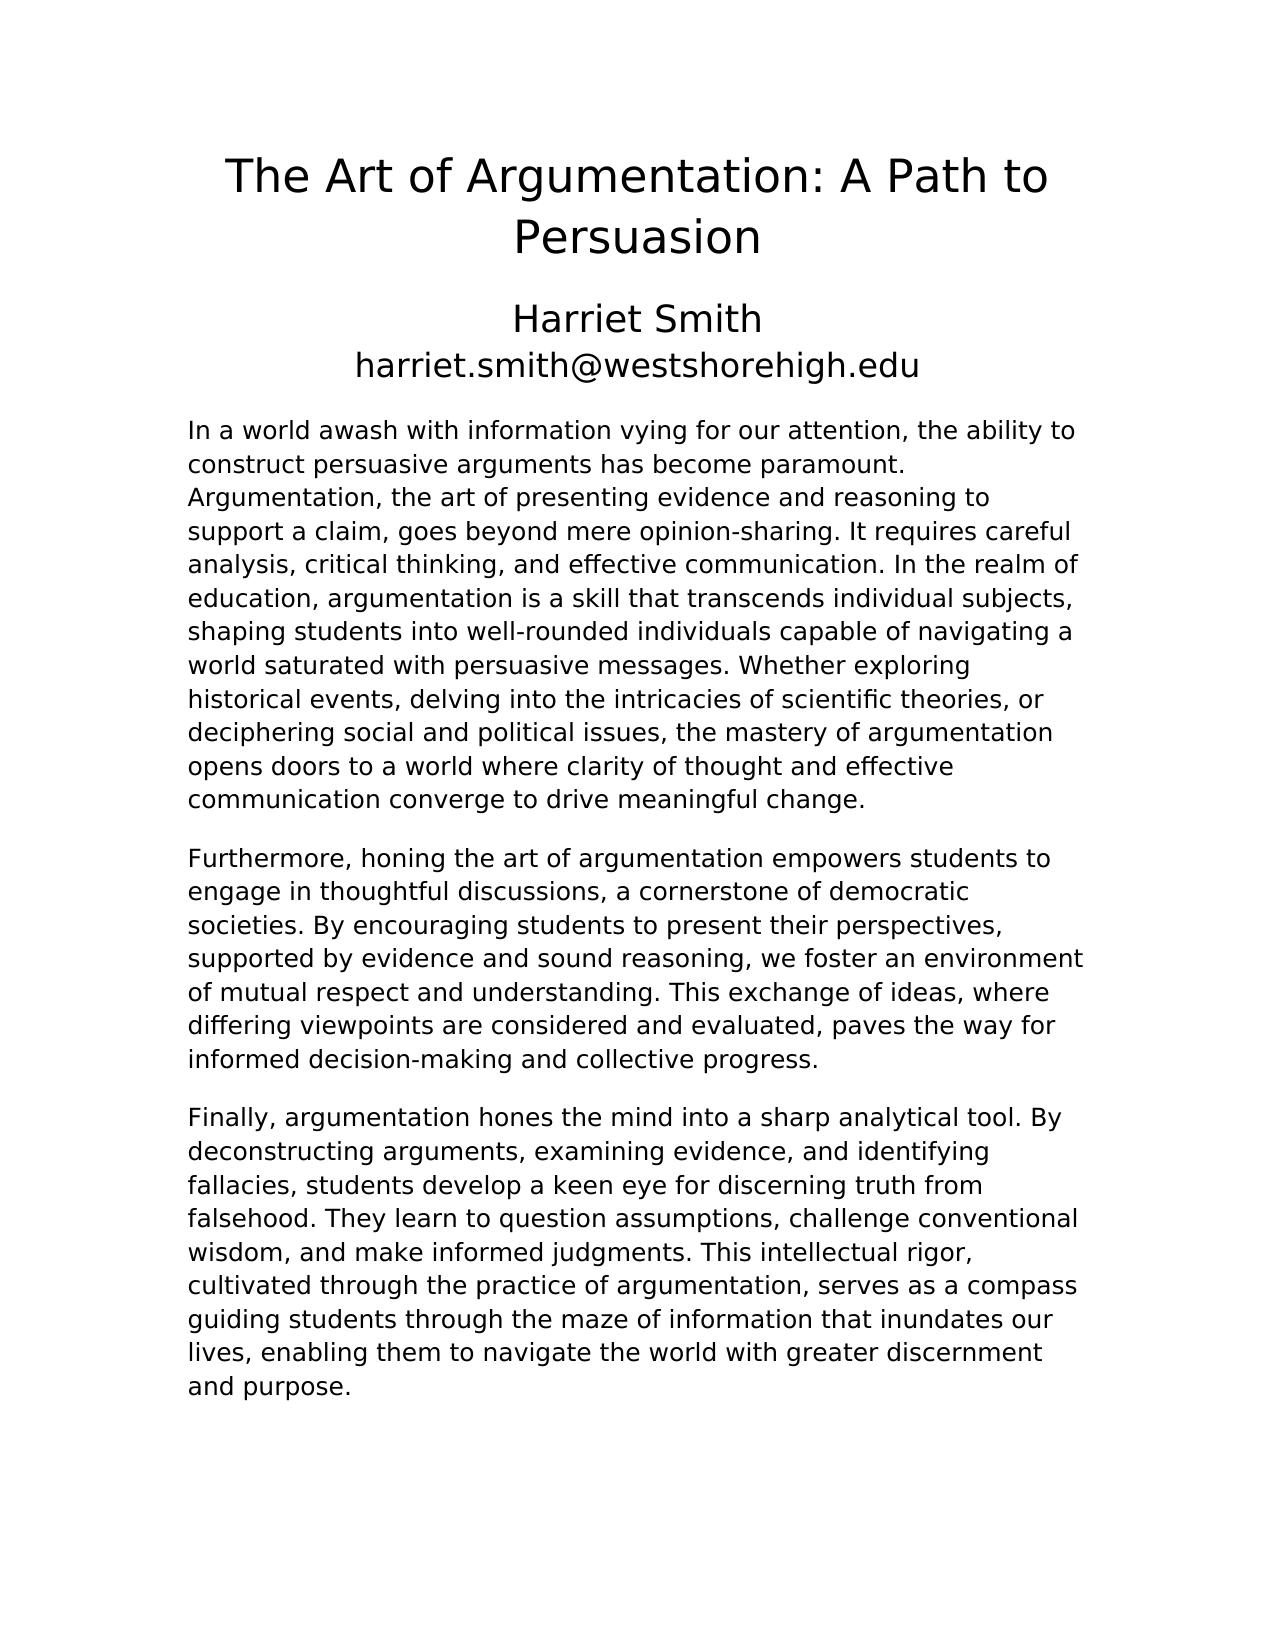 The Art of Argumentation: A Path to
Persuasion
Harriet Smith
harriet.smith@westshorehigh.edu
In a world awash with information vying for our attention, the ability to
construct persuasive arguments has become paramount.
Argumentation, the art of presenting evidence and reasoning to
support a claim, goes beyond mere opinion-sharing. It requires careful
analysis, critical thinking, and effective communication. In the realm of
education, argumentation is a skill that transcends individual subjects,
shaping students into well-rounded individuals capable of navigating a
world saturated with persuasive messages. Whether exploring
historical events, delving into the intricacies of scientific theories, or
deciphering social and political issues, the mastery of argumentation
opens doors to a world where clarity of thought and effective
communication converge to drive meaningful change.
Furthermore, honing the art of argumentation empowers students to
engage in thoughtful discussions, a cornerstone of democratic
societies. By encouraging students to present their perspectives,
supported by evidence and sound reasoning, we foster an environment
of mutual respect and understanding. This exchange of ideas, where
differing viewpoints are considered and evaluated, paves the way for
informed decision-making and collective progress.
Finally, argumentation hones the mind into a sharp analytical tool. By
deconstructing arguments, examining evidence, and identifying
fallacies, students develop a keen eye for discerning truth from
falsehood. They learn to question assumptions, challenge conventional
wisdom, and make informed judgments. This intellectual rigor,
cultivated through the practice of argumentation, serves as a compass
guiding students through the maze of information that inundates our
lives, enabling them to navigate the world with greater discernment
and purpose.